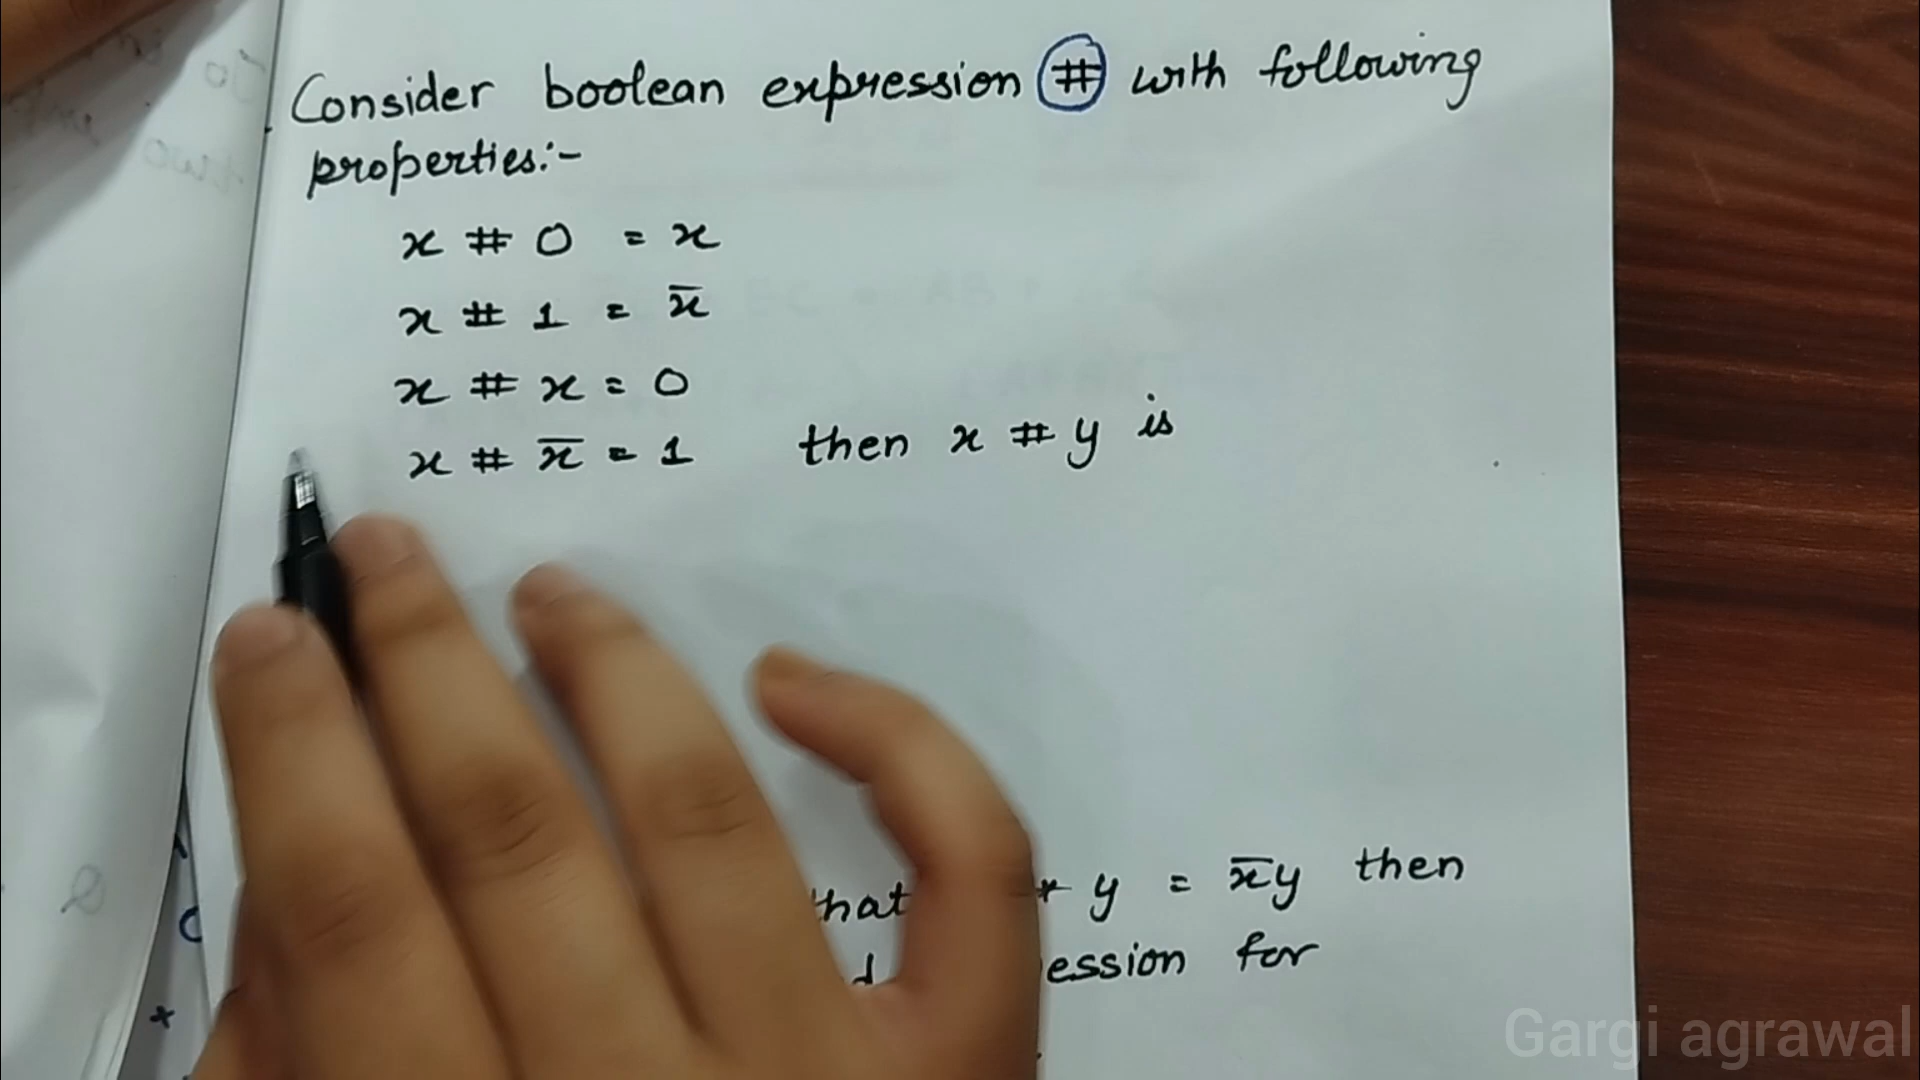 Consider boolean expression # with following
properties:-
x # 0 = x
x # 1 = x̅
x # x = 0
x # x̅ = 1 then x # y is
that * y = x̅y then
ession for
Gargi agrawal